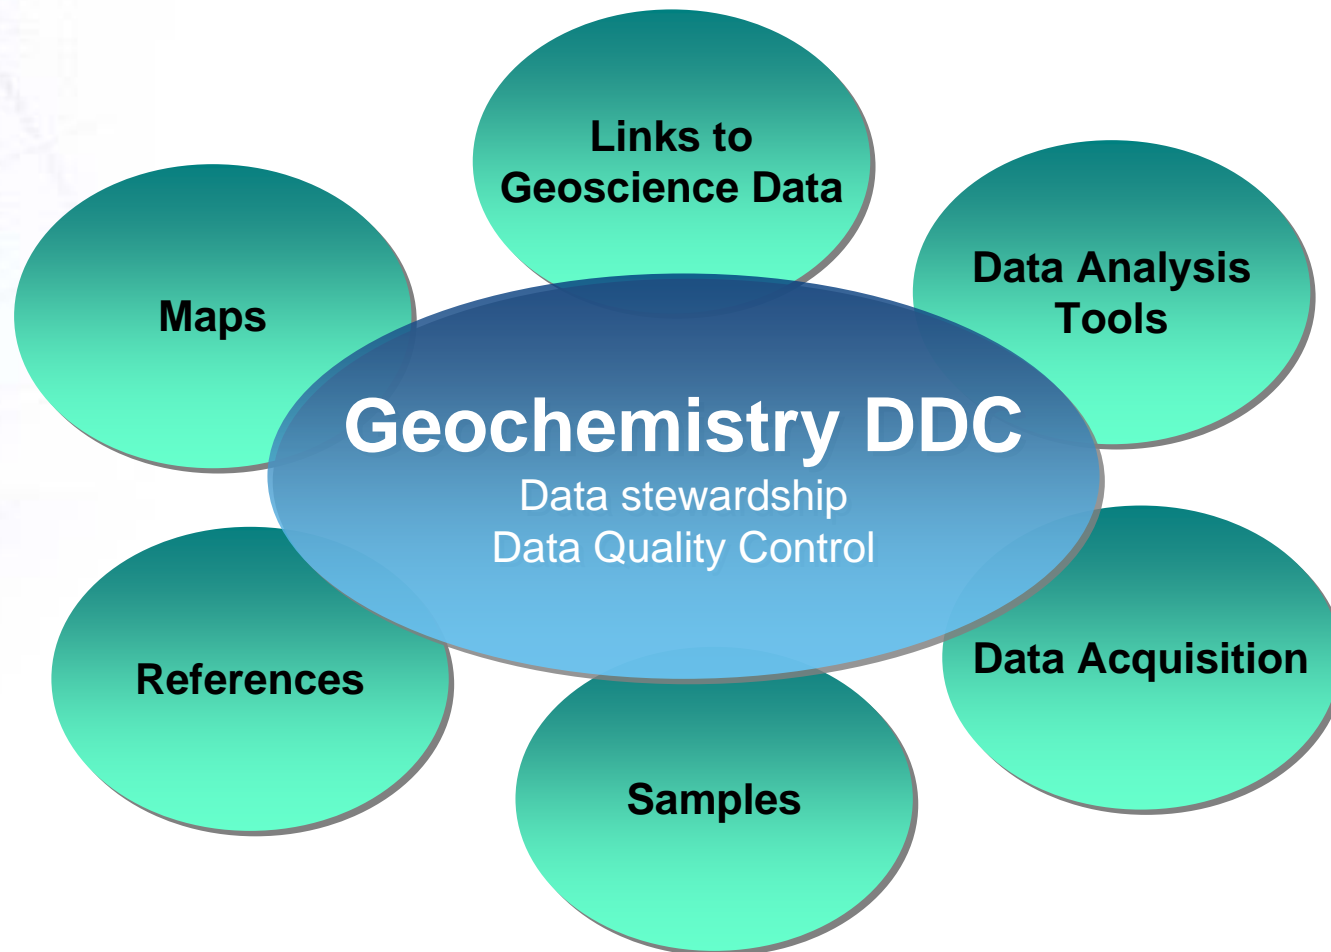 Links to
Geoscience Data
Data Analysis
Tools
Maps
Geochemistry DDC
Data stewardship
Data Quality Control
References
Data Acquisition
Samples